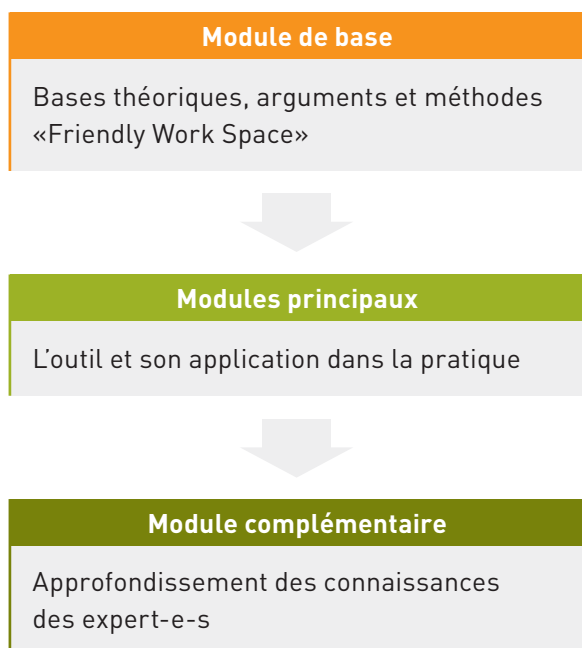 Module de base
Bases théoriques, arguments et méthodes
«Friendly Work Space»
Modules principaux
L’outil et son application dans la pratique
Module complémentaire
Approfondissement des connaissances
des expert-e-s